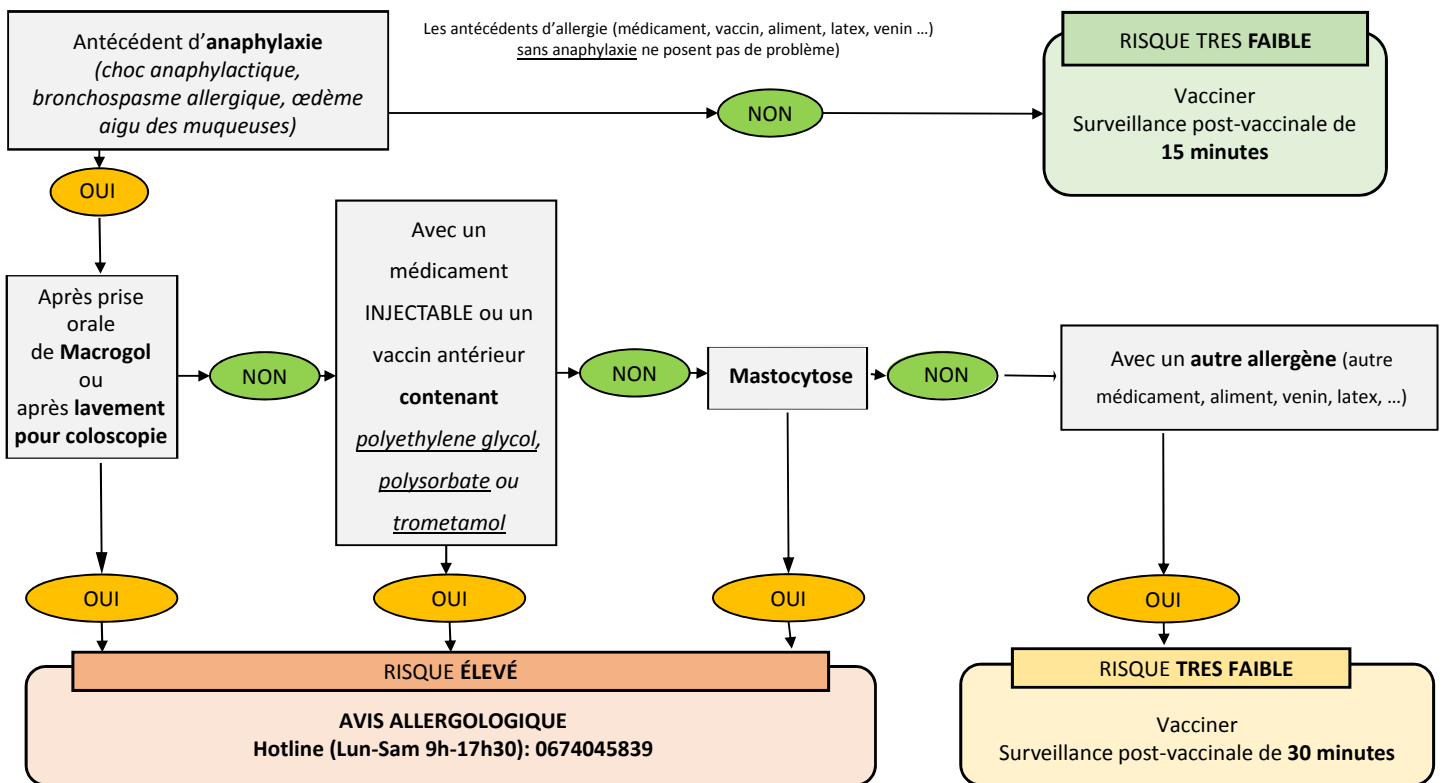 Antécédent d'anaphylaxie
(choc anaphylactique,
bronchospasme allergique, œdème
aigu des muqueuses)
Les antécédents d'allergie (médicament, vaccin, aliment, latex, venin …)
sans anaphylaxie ne posent pas de problème)
NON
RISQUE TRES FAIBLE
Vacciner
Surveillance post-vaccinale de
15 minutes
OUI
Après prise
orale
de Macrogol
ou
après lavement
pour coloscopie
NON
Avec un
médicament
INJECTABLE ou un
vaccin antérieur
contenant
polyethylene glycol,
polysorbate ou
trometamol
NON
Mastocytose
NON
Avec un autre allergène (autre
médicament, aliment, venin, latex, …)
OUI
OUI
OUI
OUI
RISQUE ÉLEVÉ
AVIS ALLERGOLOGIQUE
Hotline (Lun-Sam 9h-17h30): 0674045839
RISQUE TRES FAIBLE
Vacciner
Surveillance post-vaccinale de 30 minutes